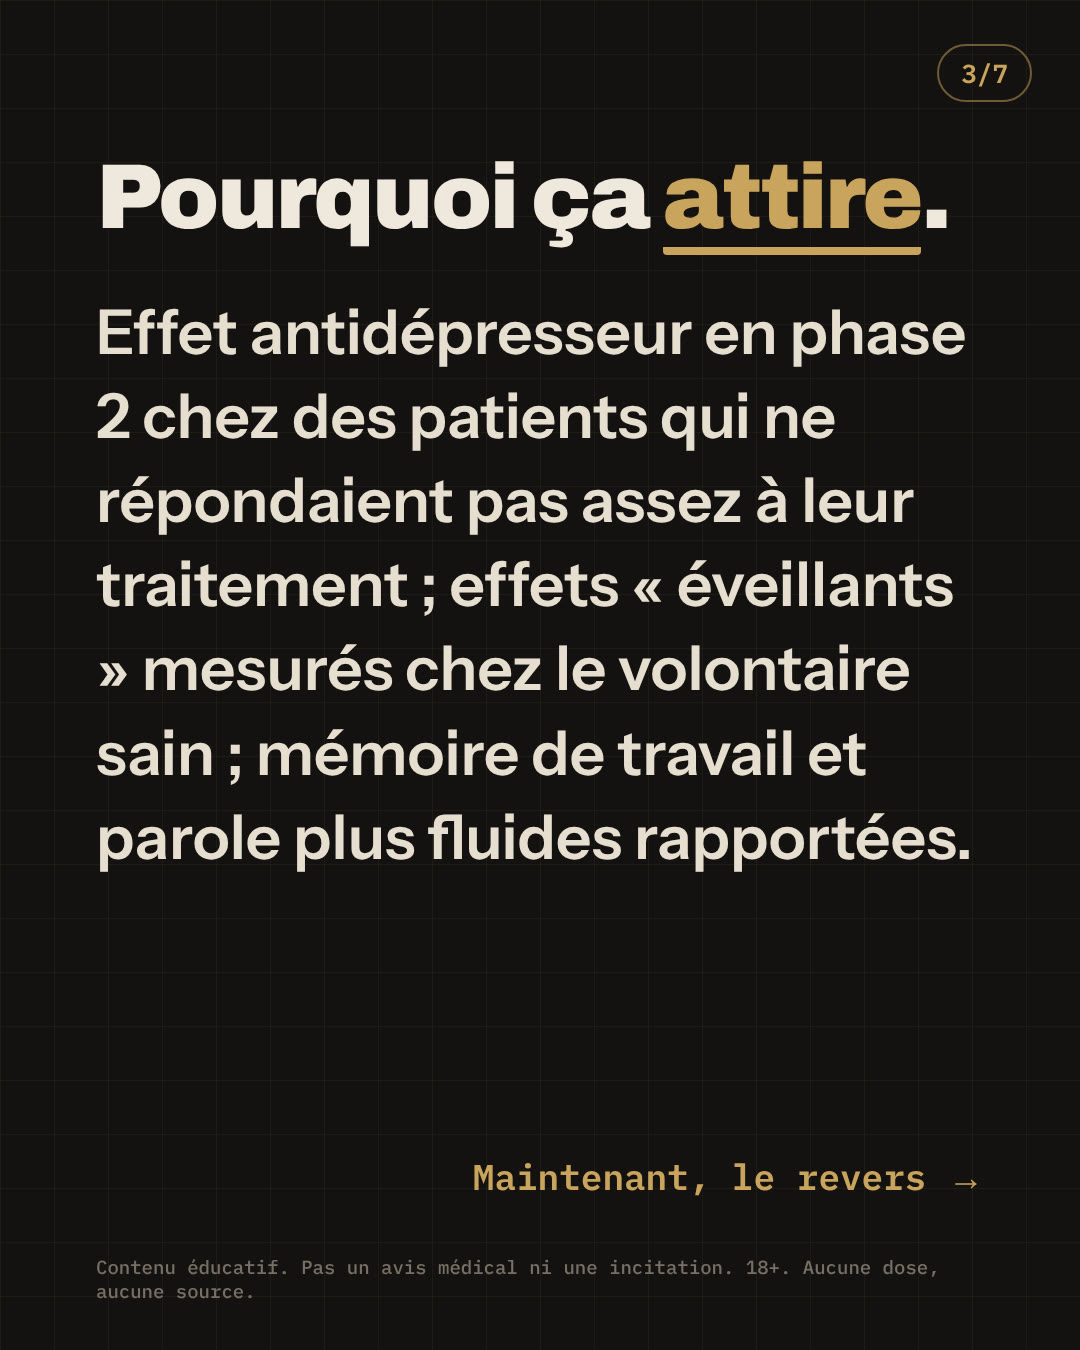 3/7
Pourquoi ça attire.
Effet antidépresseur en phase
2 chez des patients qui ne
répondaient pas assez à leur
traitement ; effets « éveillants
» mesurés chez le volontaire
sain ; mémoire de travail et
parole plus fluides rapportées.
Maintenant, le revers →
Contenu éducatif. Pas un avis médical ni une incitation. 18+. Aucune dose,
aucune source.